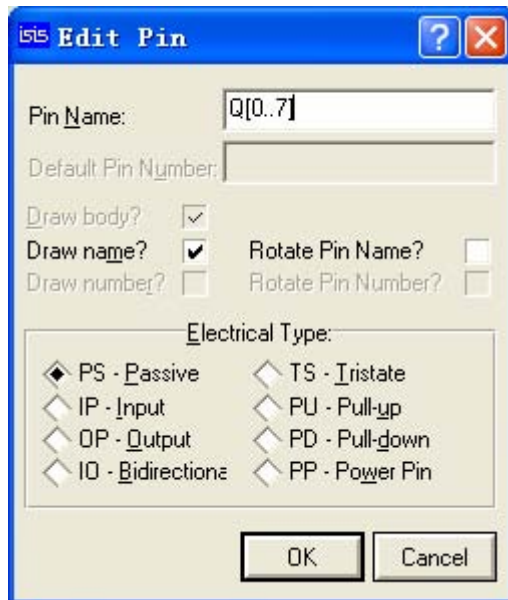 isis Edit Pin
Pin Name: Q[0..7]
Default Pin Number:
Draw body?
Draw name? Rotate Pin Name?
Draw number? Rotate Pin Number?
Electrical Type:
PS - Passive TS - Tristate
IP - Input PU - Pull-up
OP - Output PD - Pull-down
IO - Bidirectiona PP - Power Pin
OK Cancel